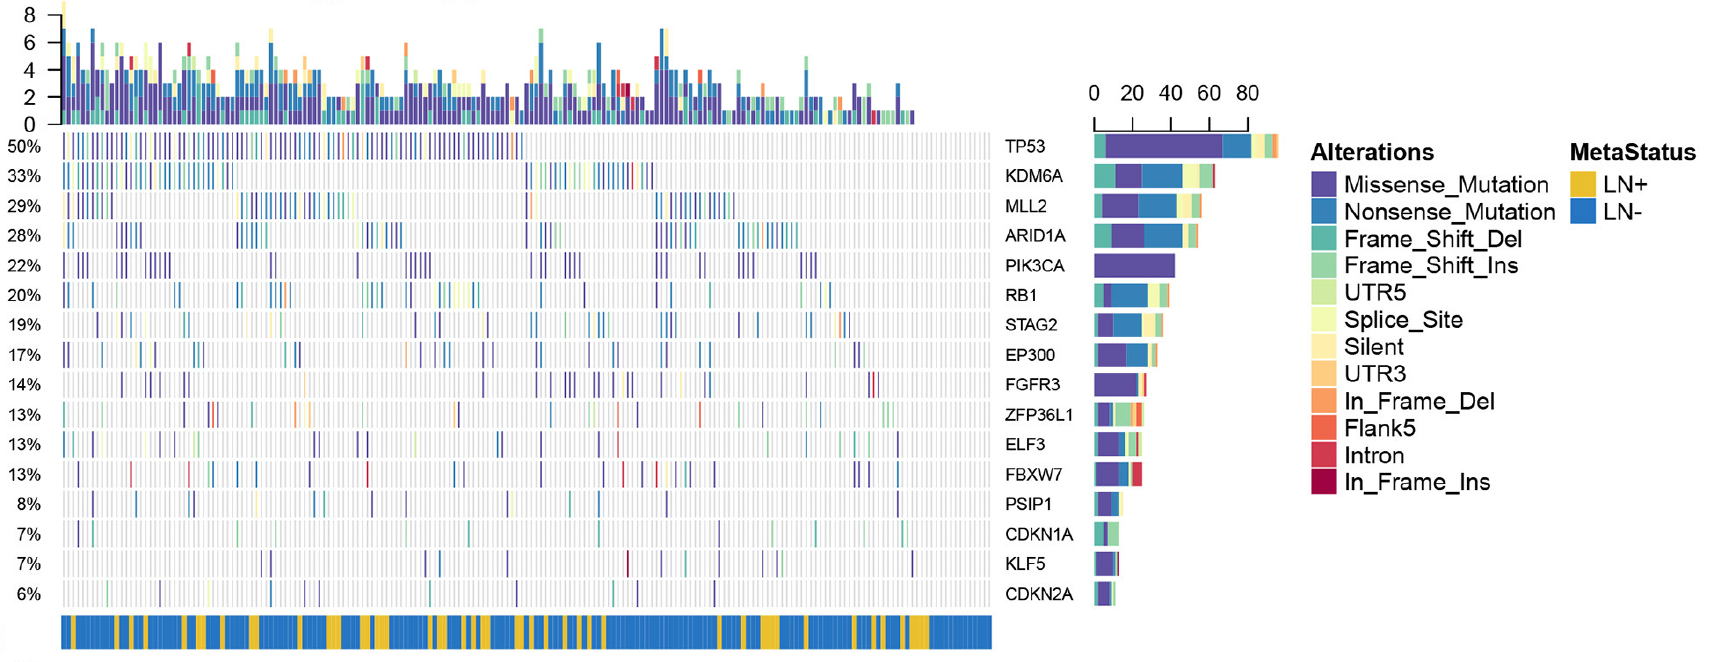 8
6
4
2
0
0 20 40 60 80
50% TP53
33% KDM6A
29% MLL2
28% ARID1A
22% PIK3CA
20% RB1
19% STAG2
17% EP300
14% FGFR3
13% ZFP36L1
13% ELF3
13% FBXW7
8% PSIP1
7% CDKN1A
7% KLF5
6% CDKN2A
Alterations
Missense_Mutation
Nonsense_Mutation
Frame_Shift_Del
Frame_Shift_Ins
UTR5
Splice_Site
Silent
UTR3
In_Frame_Del
Flank5
Intron
In_Frame_Ins
MetaStatus
LN+
LN-